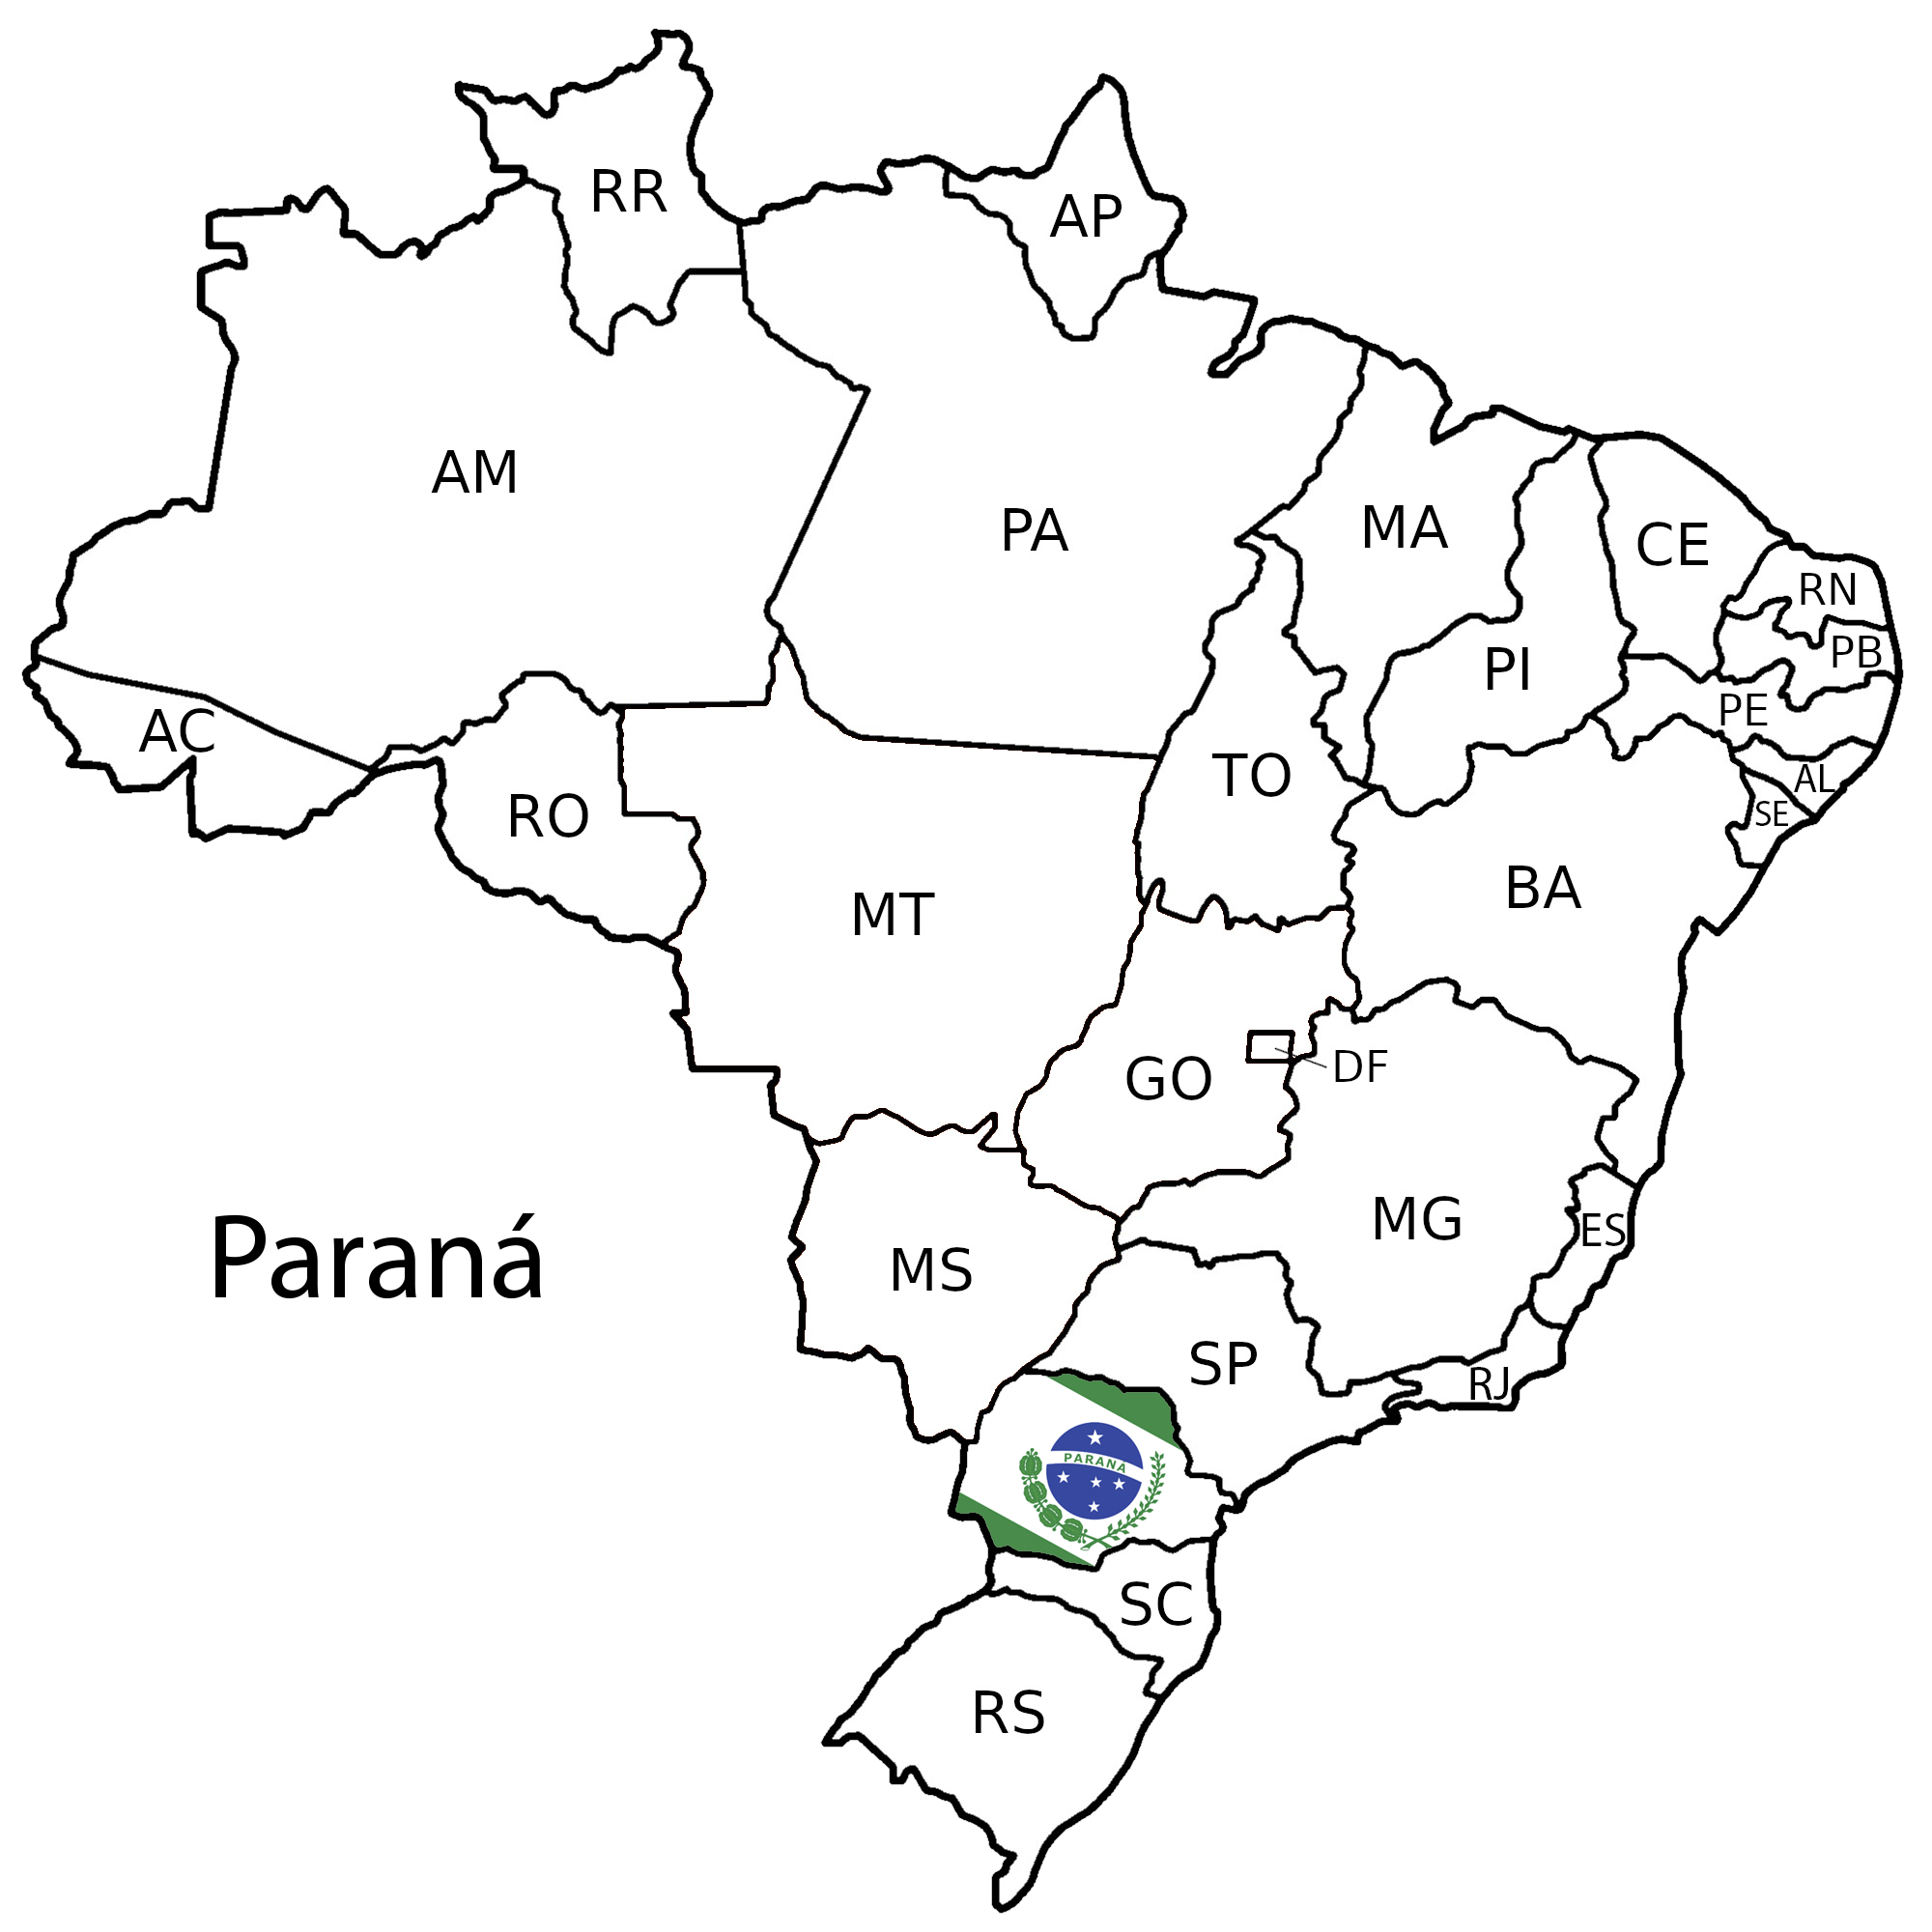 RR
AP
AM
PA
MA
CE
RN
PB
PI
PE
AC
TO
AL
RO
SE
BA
MT
DF
GO
MG
ES
Paraná
MS
SP
RJ
PARANÁ
SC
RS